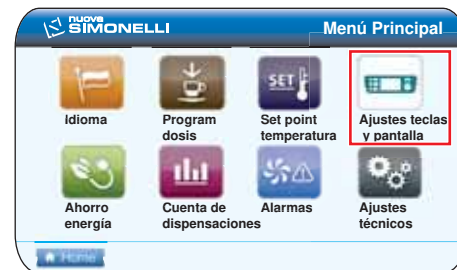 nuova
SIMONELLI
Menú Principal
SET
Idioma
Program
dosis
Set point
temperatura
Ajustes teclas
y pantalla
Ahorro
energía
Cuenta de
dispensaciones
Alarmas
Ajustes
técnicos
Home